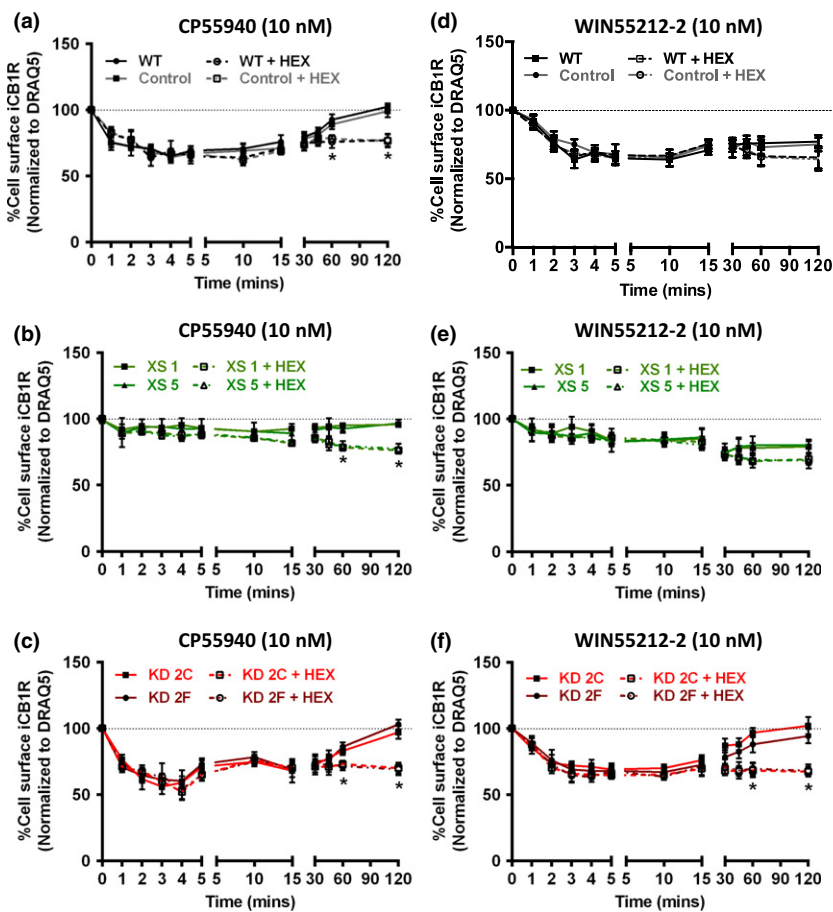 (a)
CP55940 (10 nM)
%Cell surface iCB1R
(Normalized to DRAQ5)
150
100
50
0
WT
WT + HEX
Control
Control + HEX
*
*
0 1 2 3 4 5 5 10 15 30 60 90 120
Time (mins)
(d)
WIN55212-2 (10 nM)
%Cell surface iCB1R
(Normalized to DRAQ5)
150
100
50
0
WT
WT + HEX
Control
Control + HEX
0 1 2 3 4 5 5 10 15 30 60 90 120
Time (mins)
(b)
CP55940 (10 nM)
%Cell surface iCB1R
(Normalized to DRAQ5)
150
100
50
0
XS 1
XS 1 + HEX
XS 5
XS 5 + HEX
*
*
0 1 2 3 4 5 5 10 15 30 60 90 120
Time (mins)
(e)
WIN55212-2 (10 nM)
%Cell surface iCB1R
(Normalized to DRAQ5)
150
100
50
0
XS 1
XS 1 + HEX
XS 5
XS 5 + HEX
0 1 2 3 4 5 5 10 15 30 60 90 120
Time (mins)
(c)
CP55940 (10 nM)
%Cell surface iCB1R
(Normalized to DRAQ5)
150
100
50
0
KD 2C
KD 2C + HEX
KD 2F
KD 2F + HEX
*
*
0 1 2 3 4 5 5 10 15 30 60 90 120
Time (mins)
(f)
WIN55212-2 (10 nM)
%Cell surface iCB1R
(Normalized to DRAQ5)
150
100
50
0
KD 2C
KD 2C + HEX
KD 2F
KD 2F + HEX
*
*
0 1 2 3 4 5 5 10 15 30 60 90 120
Time (mins)